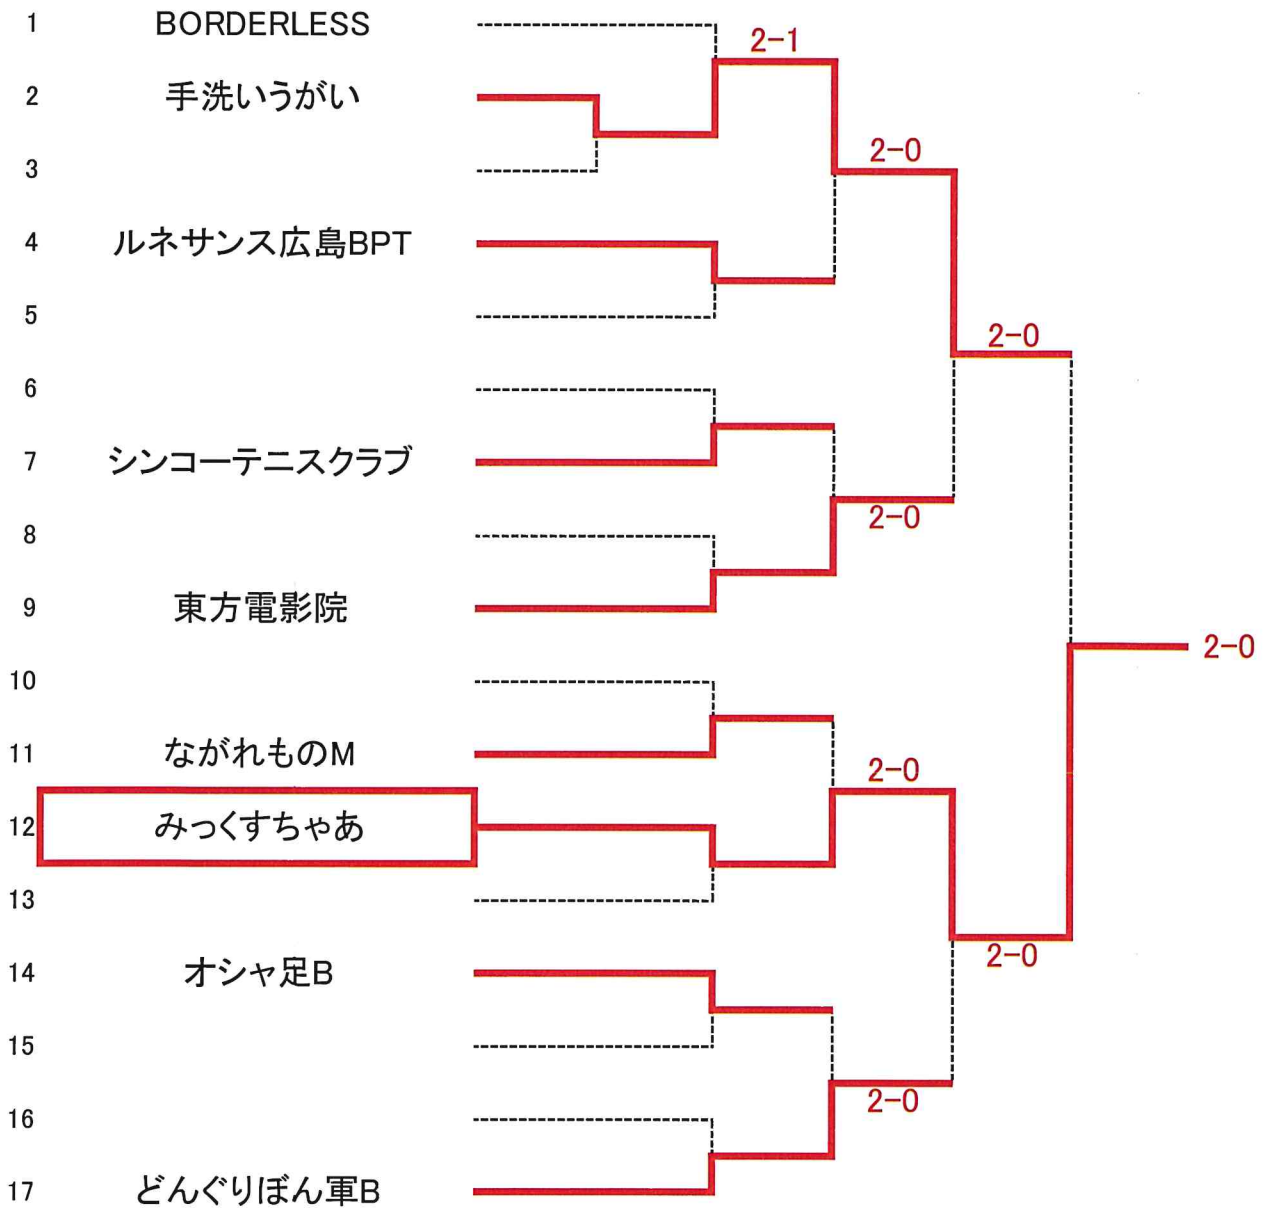 1 BORDERLESS
2-1
2 手洗いうがい
2-0
3
4 ルネサンス広島BPT
5
2-0
6
7 シンコーテニスクラブ
2-0
8
9 東方電影院
2-0
10
11 ながれものM
2-0
12 みっくすちゃあ
13
2-0
14 オシャ足B
15
2-0
16
17 どんぐりぼん軍B